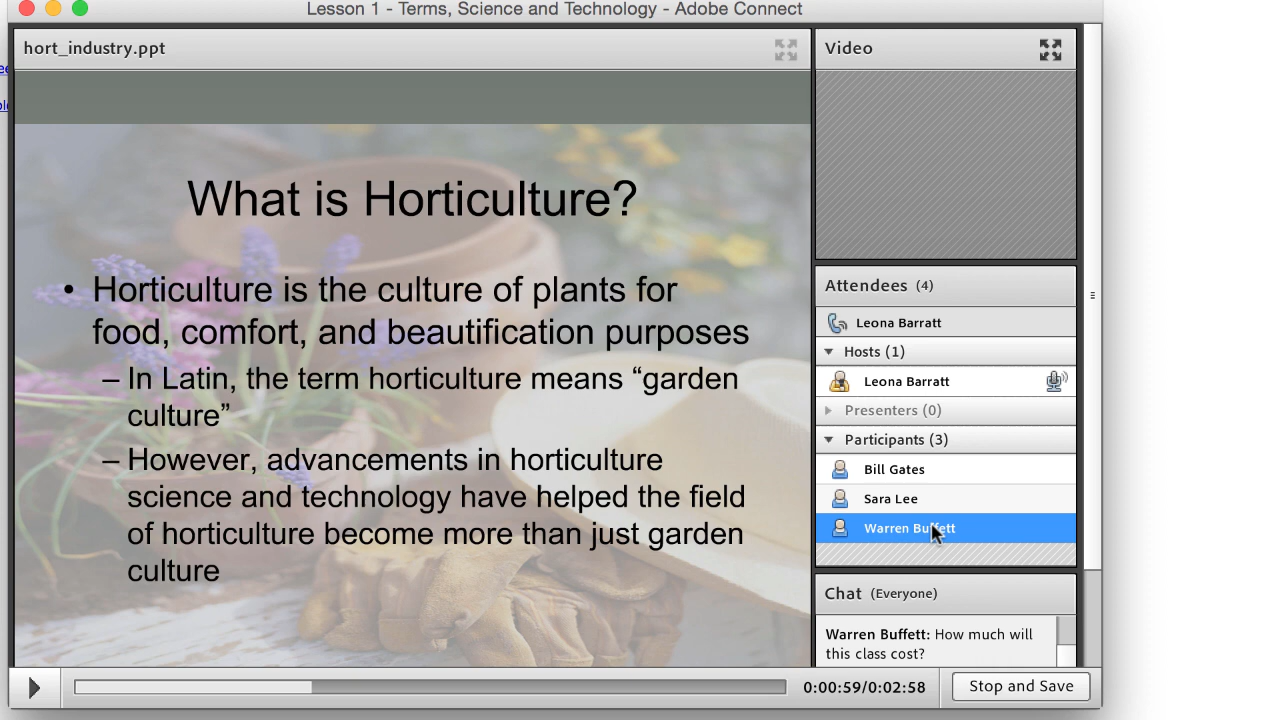 Lesson 1 - Terms, Science and Technology - Adobe Connect
hort_industry.ppt
What is Horticulture?
• Horticulture is the culture of plants for
food, comfort, and beautification purposes
– In Latin, the term horticulture means “garden
culture”
– However, advancements in horticulture
science and technology have helped the field
of horticulture become more than just garden
culture
Video
Attendees (4)
Leona Barratt
Hosts (1)
Leona Barratt
Presenters (0)
Participants (3)
Bill Gates
Sara Lee
Warren Buffett
Chat (Everyone)
Warren Buffett: How much will
this class cost?
0:00:59/0:02:58
Stop and Save